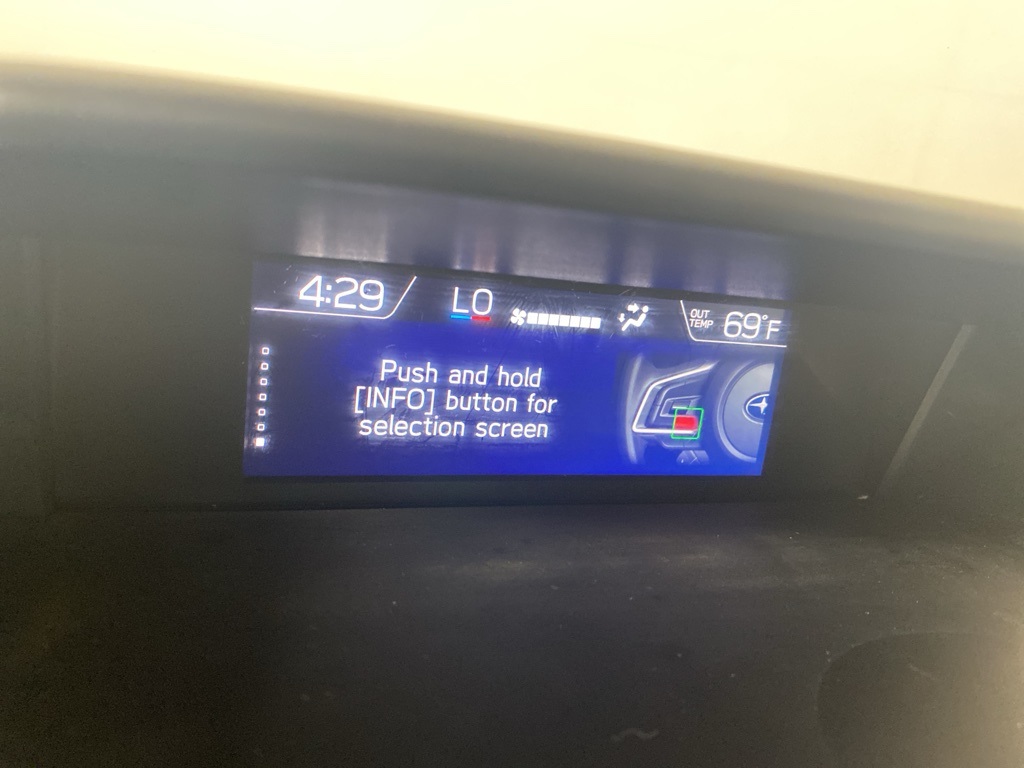 4:29
LO
OUT
TEMP
69°F
Push and hold
[INFO] button for
selection screen